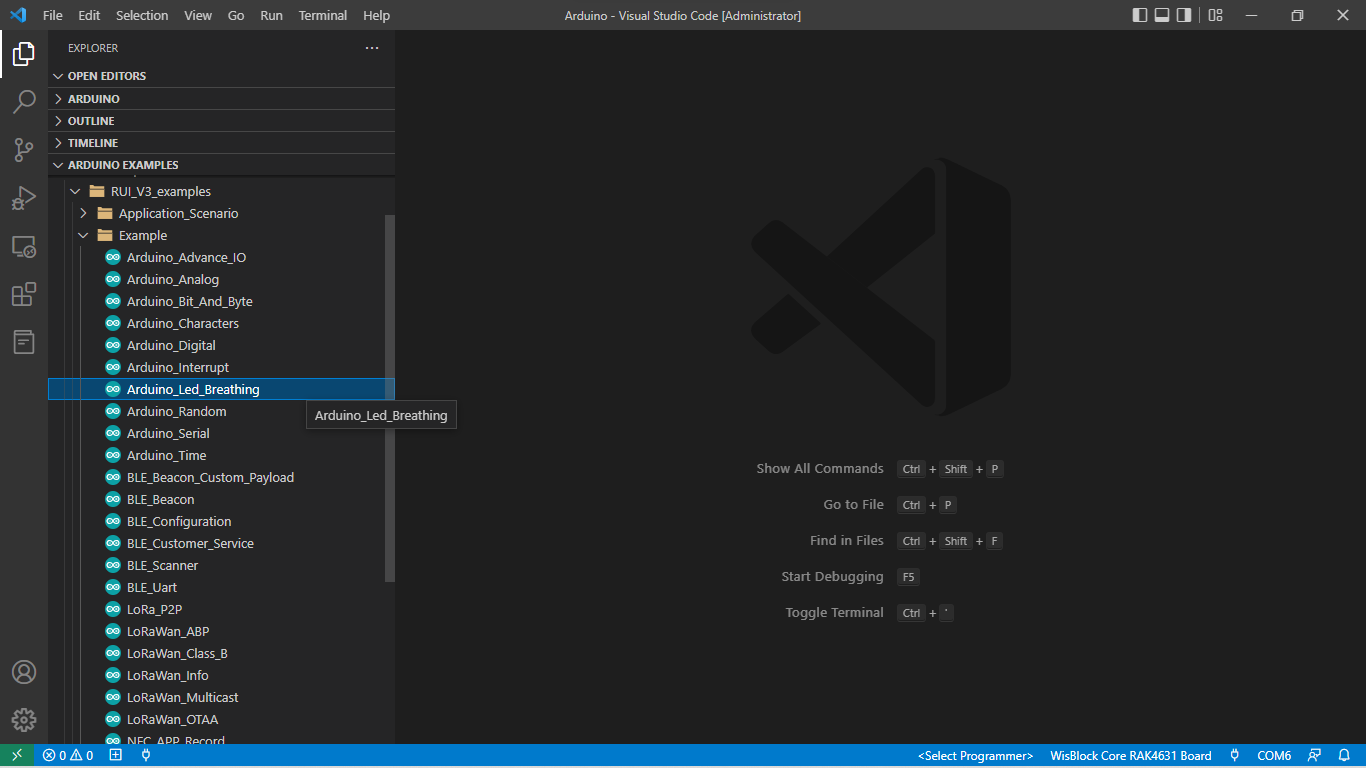 File Edit Selection View Go Run Terminal Help
Arduino - Visual Studio Code [Administrator]
EXPLORER
OPEN EDITORS
ARDUINO
OUTLINE
TIMELINE
ARDUINO EXAMPLES
RUI_V3_examples
Application_Scenario
Example
Arduino_Advance_IO
Arduino_Analog
Arduino_Bit_And_Byte
Arduino_Characters
Arduino_Digital
Arduino_Interrupt
Arduino_Led_Breathing
Arduino_Led_Breathing
Arduino_Random
Arduino_Serial
Arduino_Time
BLE_Beacon_Custom_Payload
BLE_Beacon
BLE_Configuration
BLE_Customer_Service
BLE_Scanner
BLE_Uart
LoRa_P2P
LoRaWan_ABP
LoRaWan_Class_B
LoRaWan_Info
LoRaWan_Multicast
LoRaWan_OTAA
NFC_APP_Record
Show All Commands Ctrl + Shift + P
Go to File Ctrl + P
Find in Files Ctrl + Shift + F
Start Debugging F5
Toggle Terminal Ctrl + '
0 0 <Select Programmer> WisBlock Core RAK4631 Board COM6